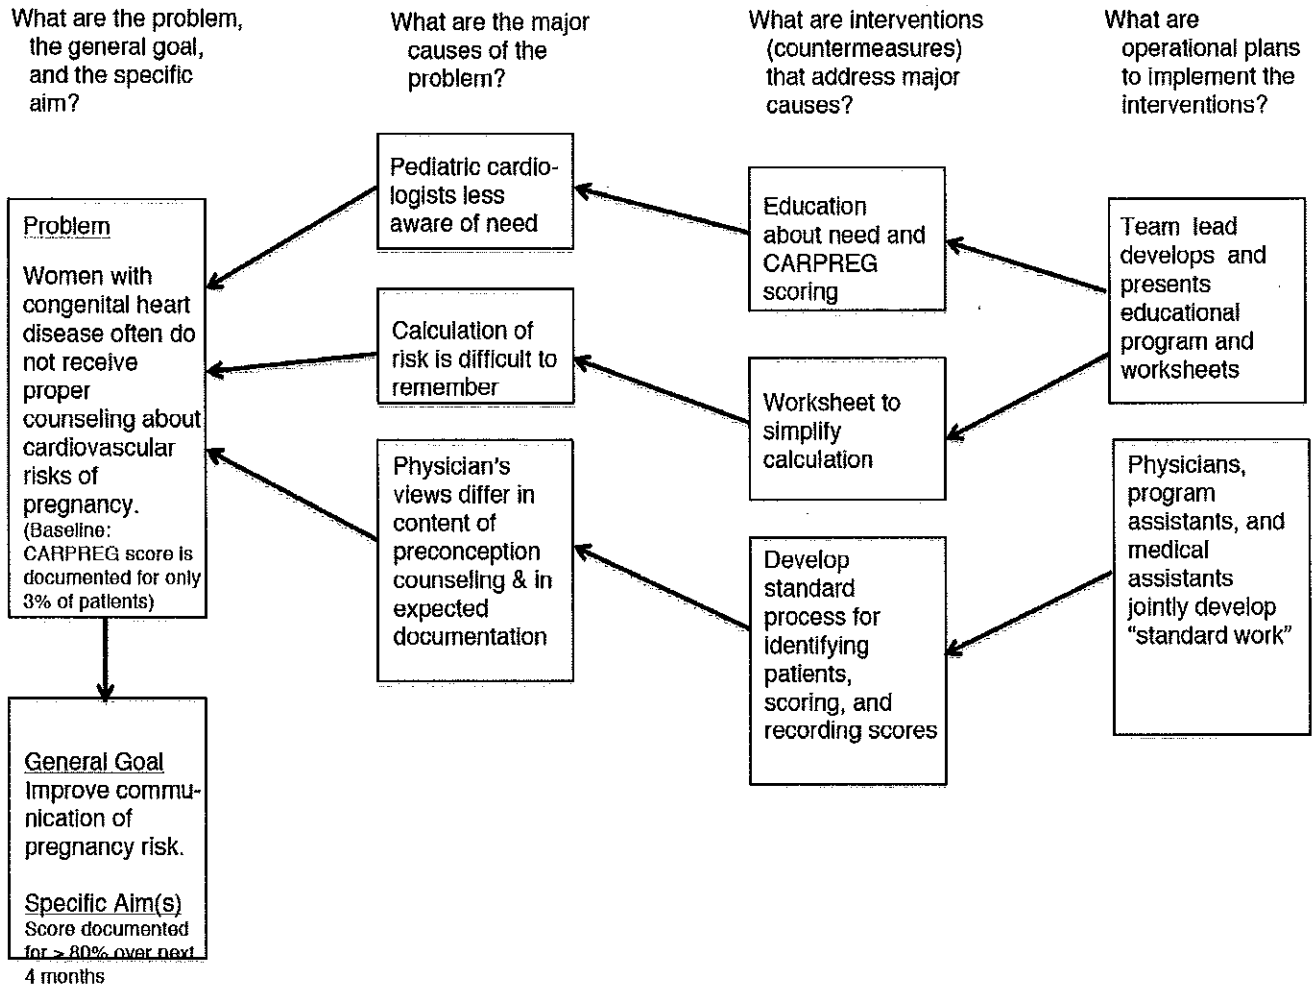 What are the problem,
the general goal,
and the specific
aim?
What are the major
causes of the
problem?
What are interventions
(countermeasures)
that address major
causes?
What are
operational plans
to implement the
interventions?
Problem
Women with
congenital heart
disease often do
not receive
proper
counseling about
cardiovascular
risks of
pregnancy.
(Baseline:
CARPREG score is
documented for only
3% of patients)
General Goal
Improve commu-
nication of
pregnancy risk.
Specific Aim(s)
Score documented
for > 80% over next
4 months
Pediatric cardio-
logists less
aware of need
Calculation of
risk is difficult to
remember
Physician's
views differ in
content of
preconception
counseling & in
expected
documentation
Education
about need and
CARPREG
scoring
Worksheet to
simplify
calculation
Develop
standard
process for
identifying
patients,
scoring, and
recording scores
Team lead
develops and
presents
educational
program and
worksheets
Physicians,
program
assistants, and
medical
assistants
jointly develop
“standard work”